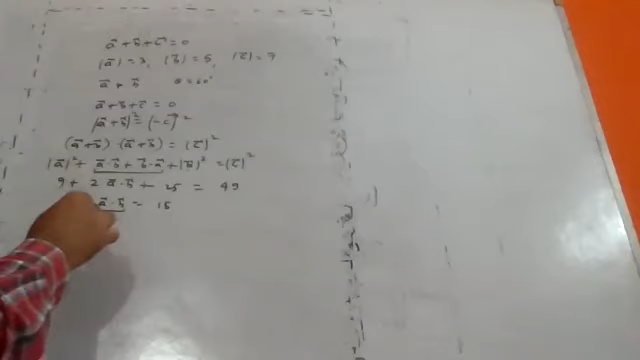 a⃗ + b⃗ + c⃗ = 0
|a⃗| = 3, |b⃗| = 5, |c⃗| = 7
a⃗ + b⃗ θ = 60°
a⃗ + b⃗ + c⃗ = 0
|a⃗ + b⃗|² = (-c⃗)²
(a⃗ + b⃗) · (a⃗ + b⃗) = |c⃗|²
|a⃗|² + a⃗·b⃗ + b⃗·a⃗ + |b⃗|² = |c⃗|²
9 + 2 a⃗·b⃗ + 25 = 49
a⃗·b⃗ = 15